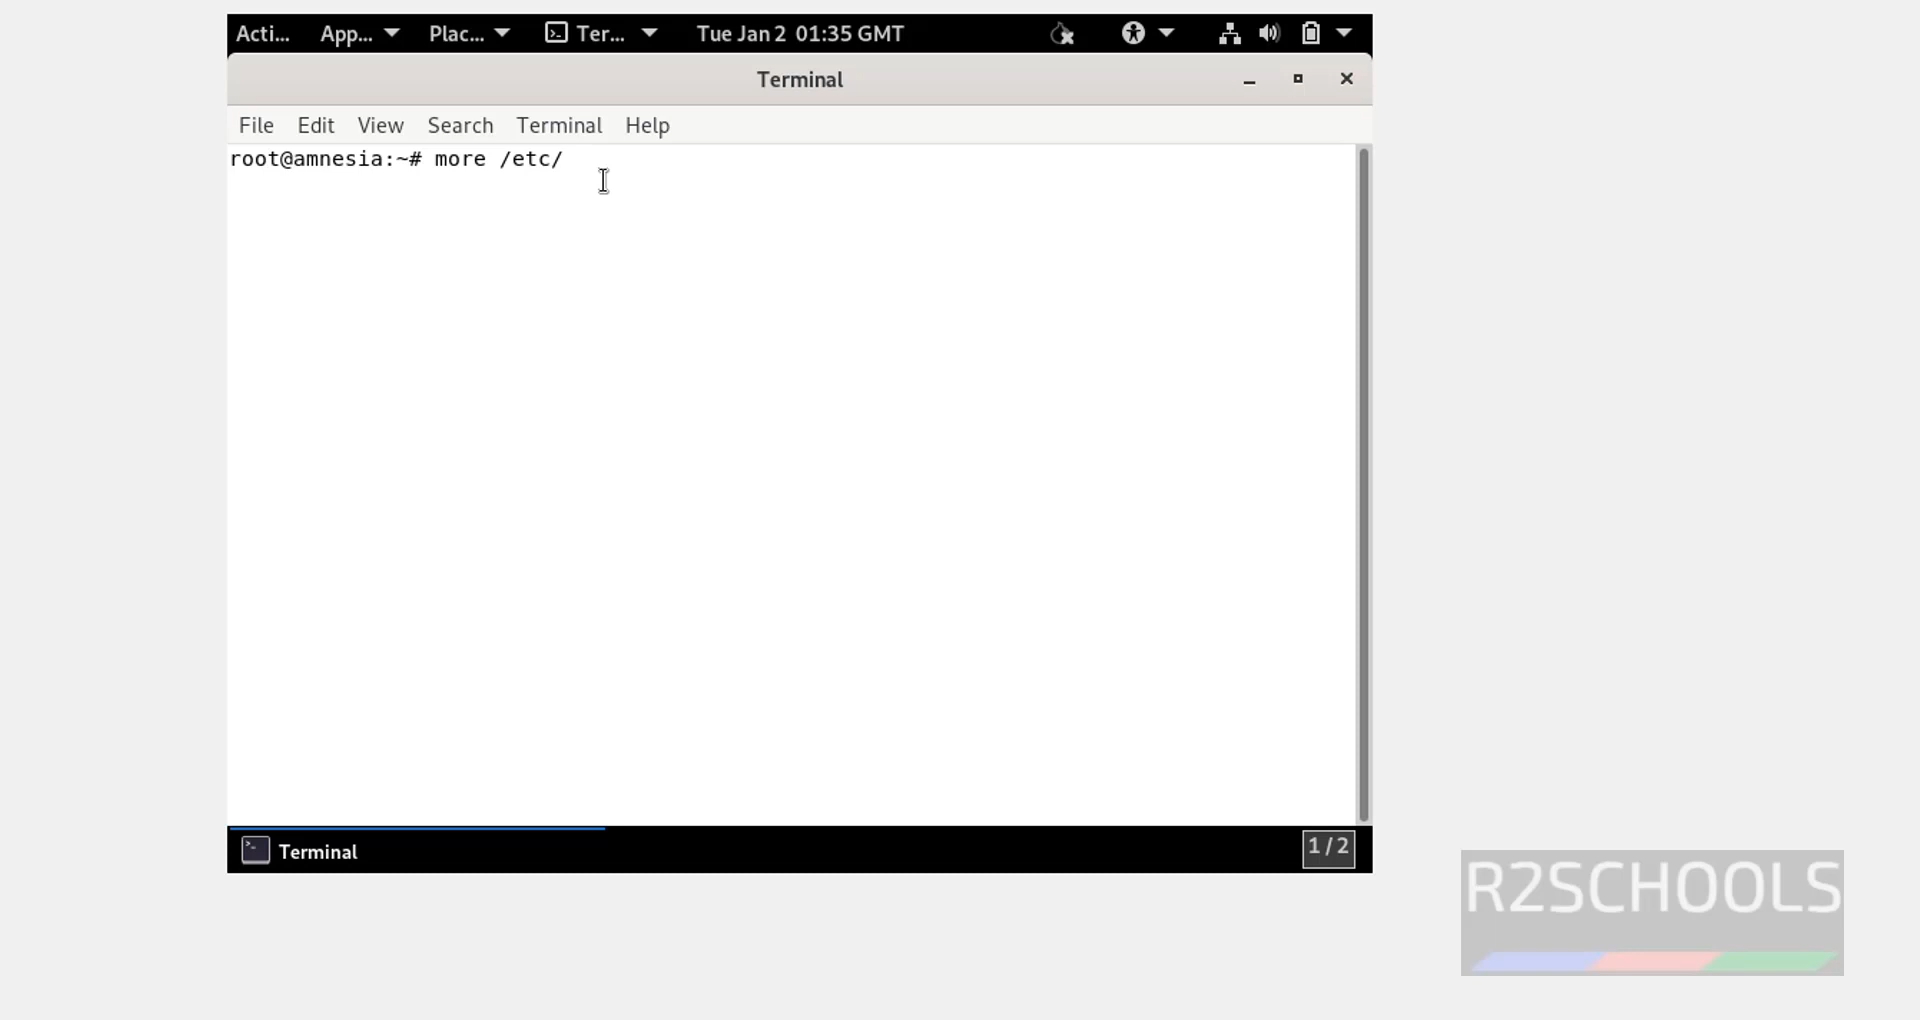 Acti... App... Plac... Ter... Tue Jan 2 01:35 GMT
Terminal
File Edit View Search Terminal Help
root@amnesia:~# more /etc/
Terminal 1 / 2
R2SCHOOLS